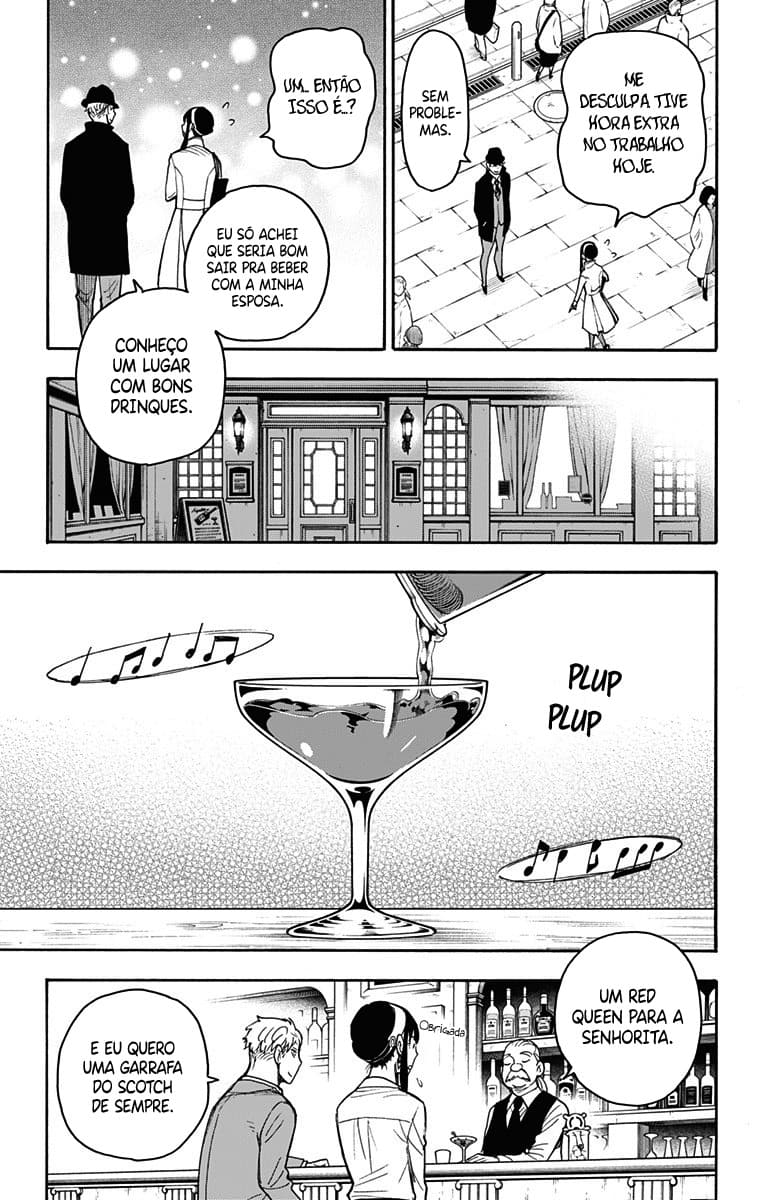 ME
DESCULPA TIVE
HORA EXTRA
NO TRABALHO
HOJE.
SEM
PROBLE-
MAS.
UM... ENTÃO
ISSO É...?
EU SÓ ACHEI
QUE SERIA BOM
SAIR PRA BEBER
COM A MINHA
ESPOSA.
CONHEÇO
UM LUGAR
COM BONS
DRINQUES.
PLUP
PLUP
UM RED
QUEEN PARA A
SENHORITA.
Obrigada
E EU QUERO
UMA GARRAFA
DO SCOTCH
DE SEMPRE.